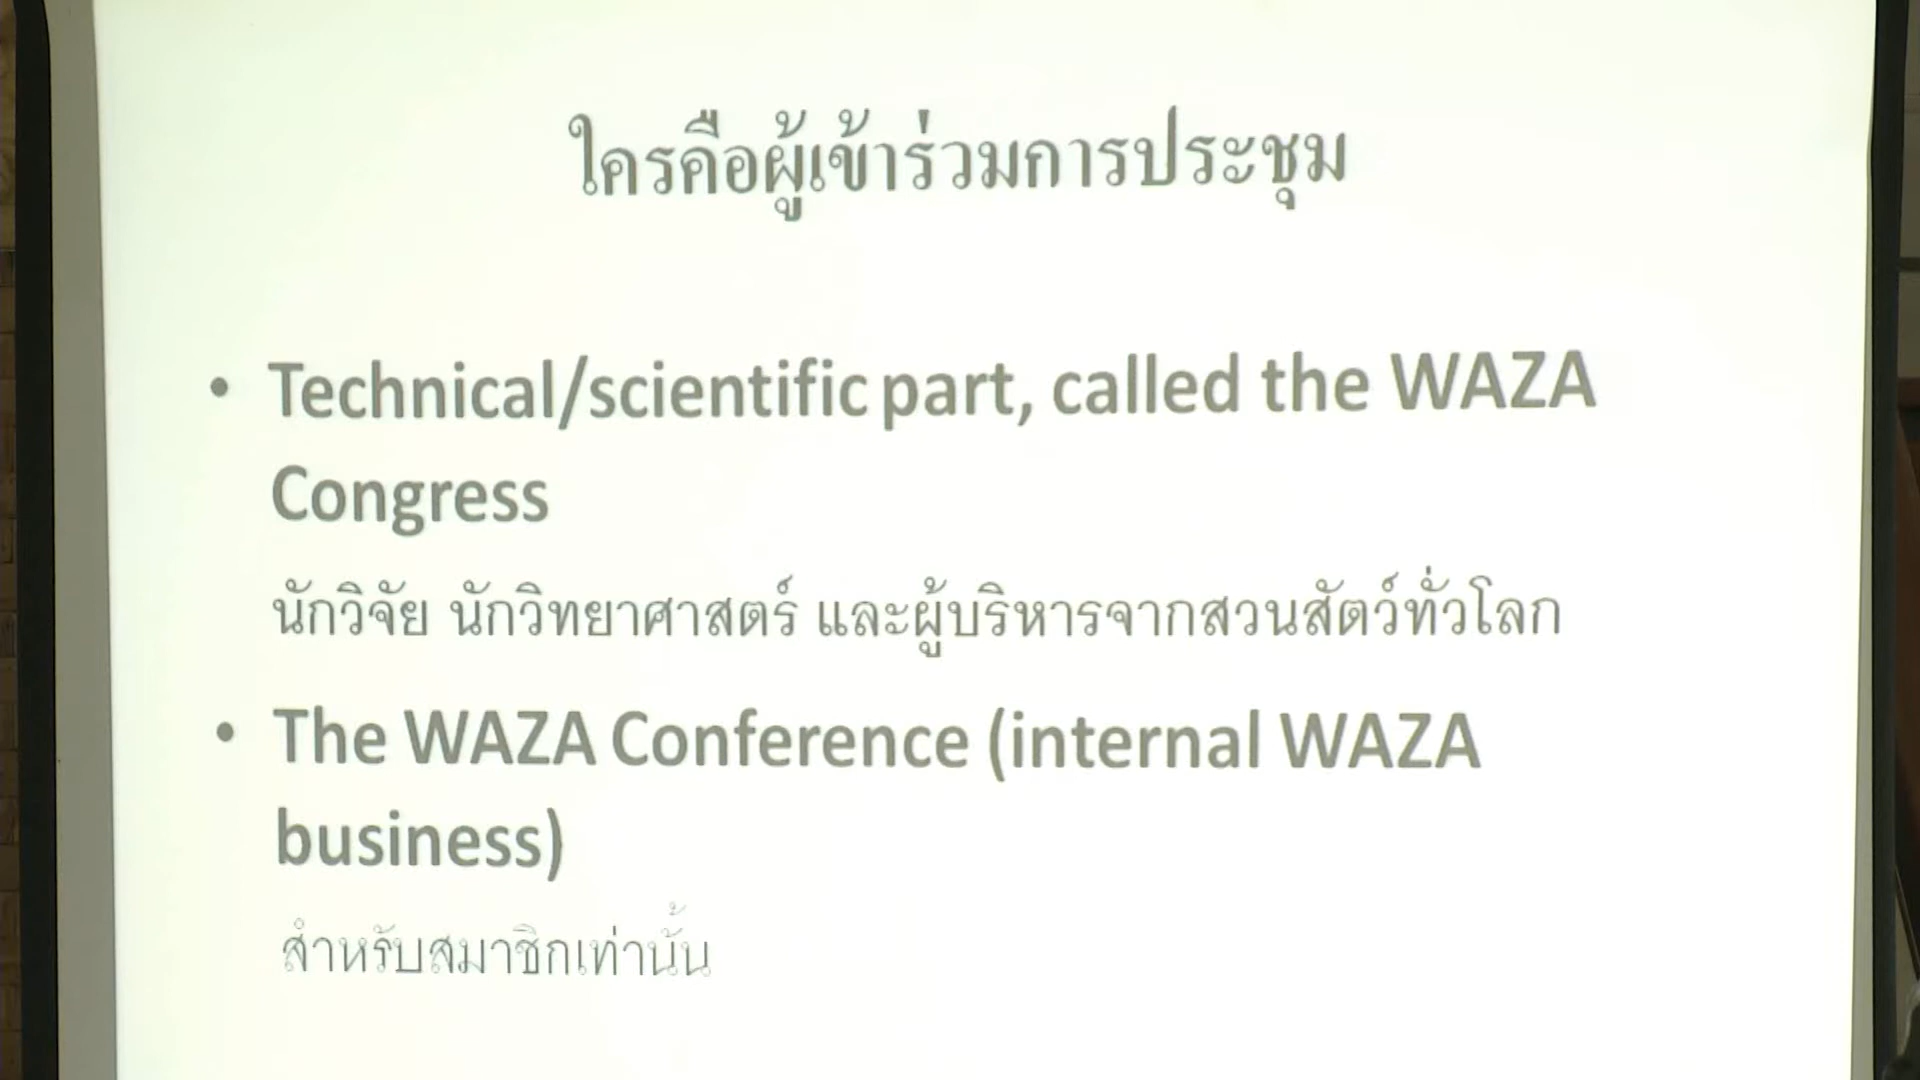 ใครคือผู้เข้าร่วมการประชุม
• Technical/scientific part, called the WAZA
Congress
นักวิจัย นักวิทยาศาสตร์ และผู้บริหารจากสวนสัตว์ทั่วโลก
• The WAZA Conference (internal WAZA
business)
สำหรับสมาชิกเท่านั้น